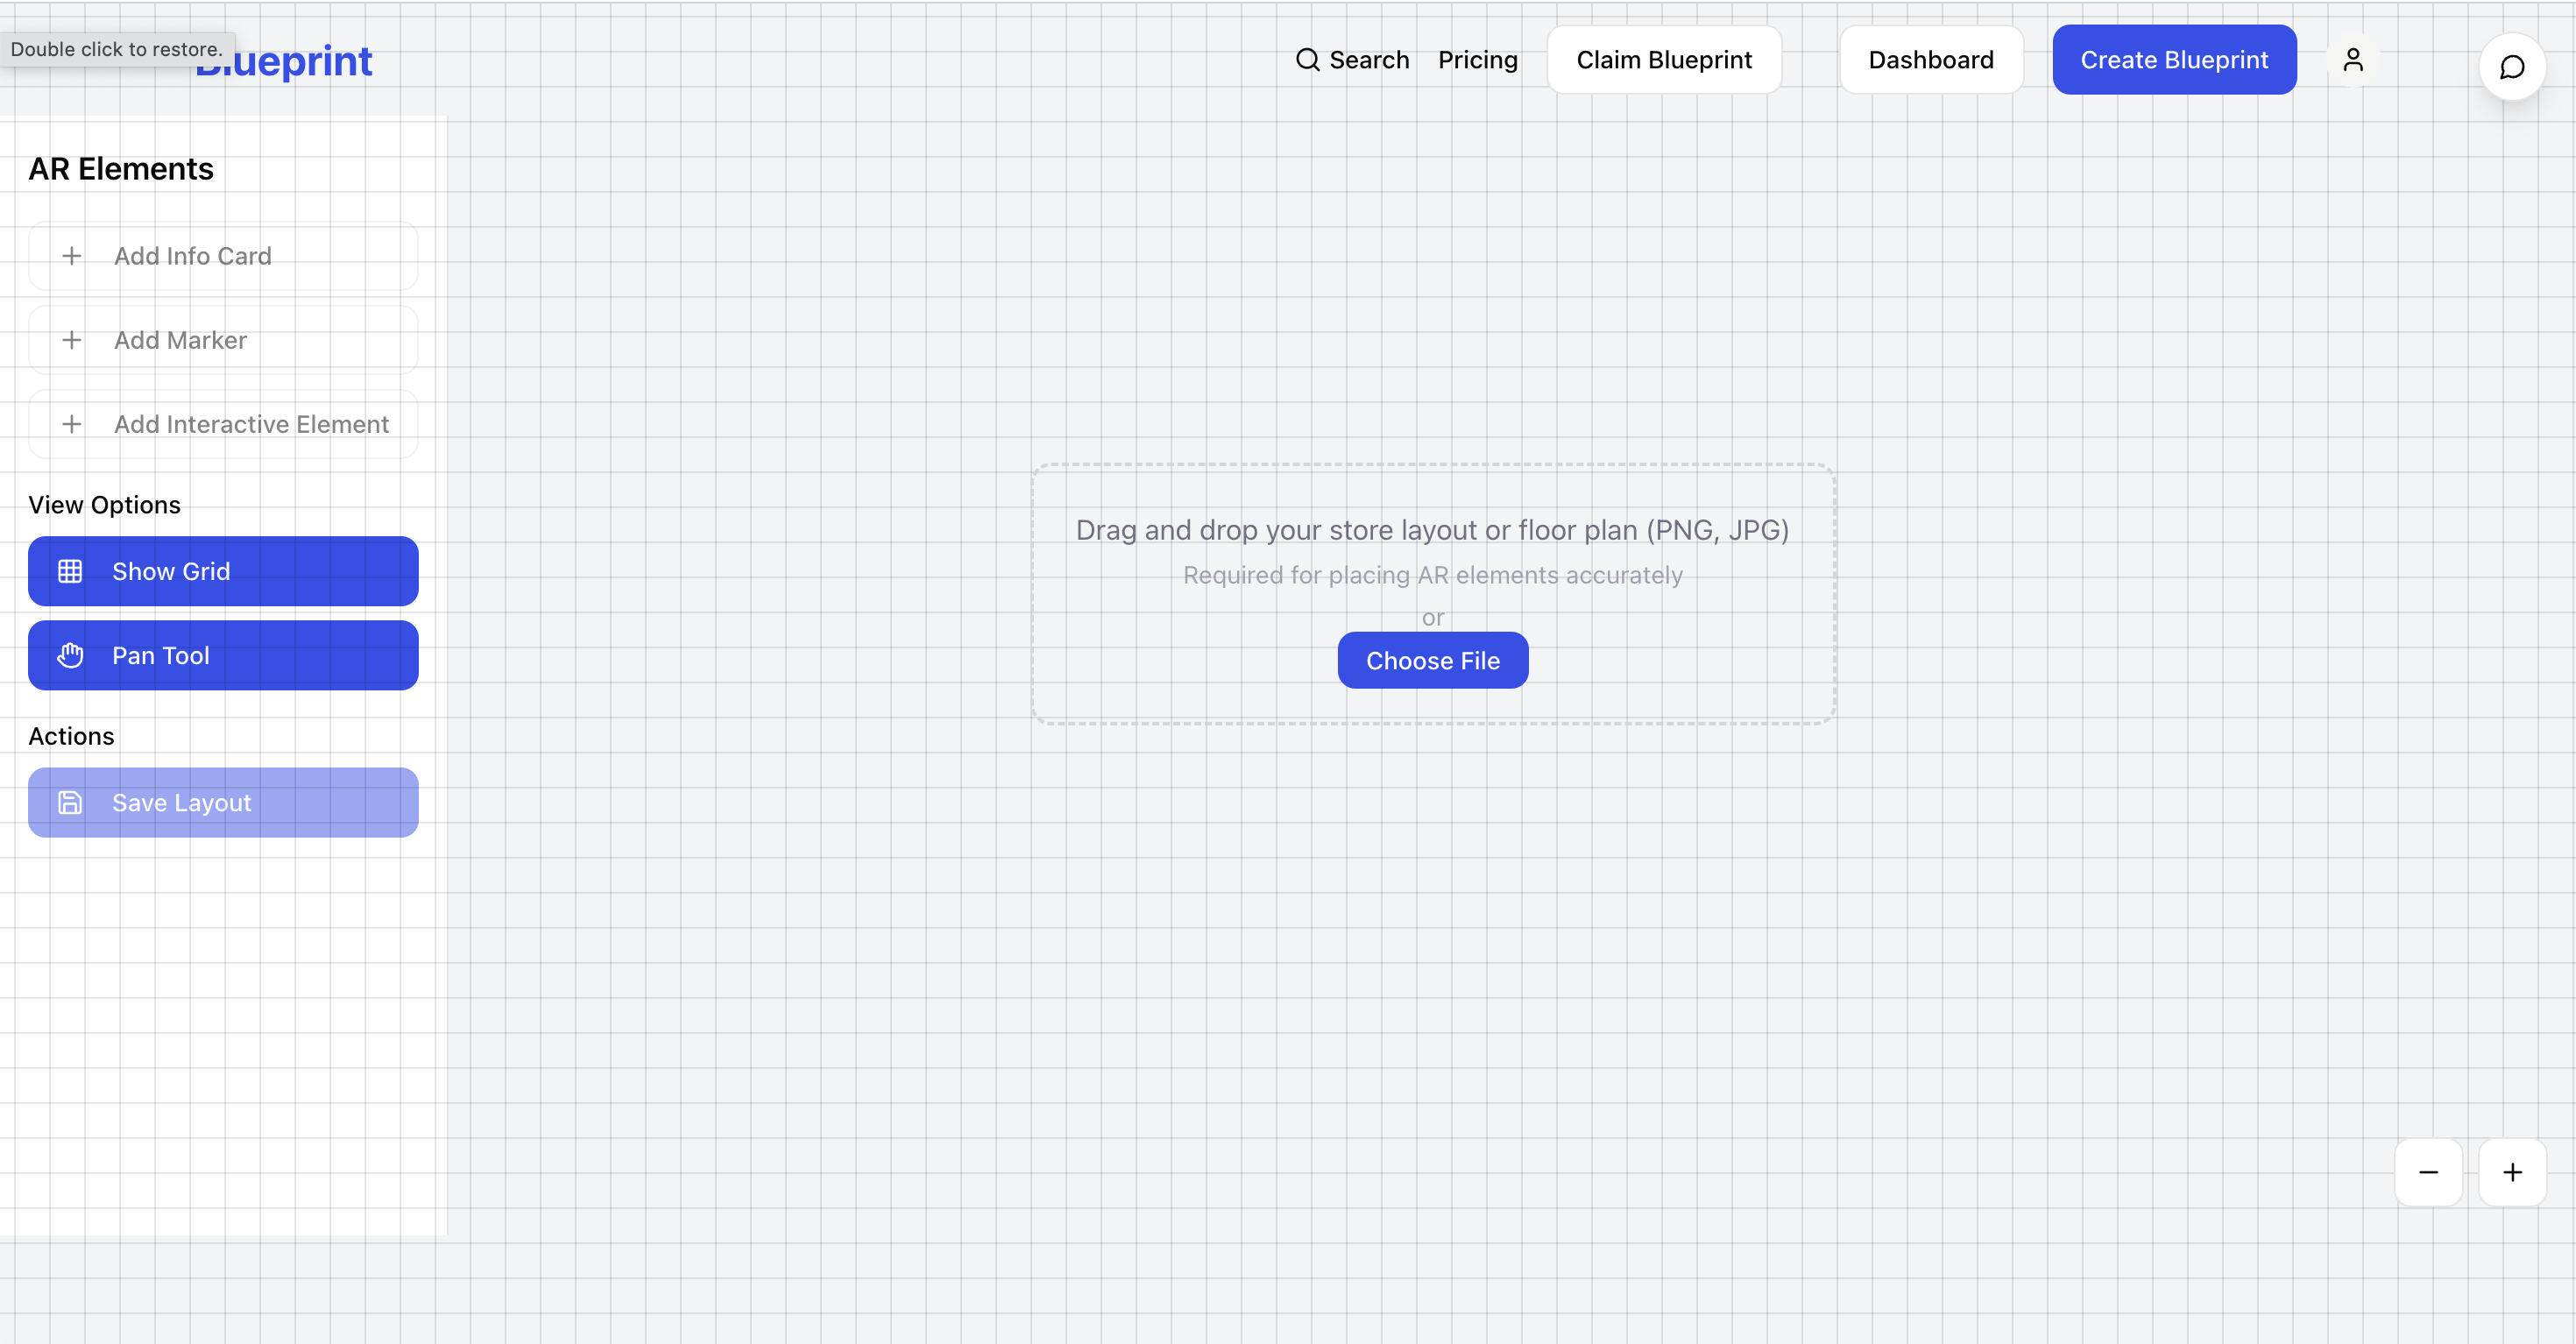 Double click to restore.
Blueprint
Search
Pricing
Claim Blueprint
Dashboard
Create Blueprint
AR Elements
Add Info Card
Add Marker
Add Interactive Element
View Options
Show Grid
Pan Tool
Actions
Save Layout
Drag and drop your store layout or floor plan (PNG, JPG)
Required for placing AR elements accurately
or
Choose File